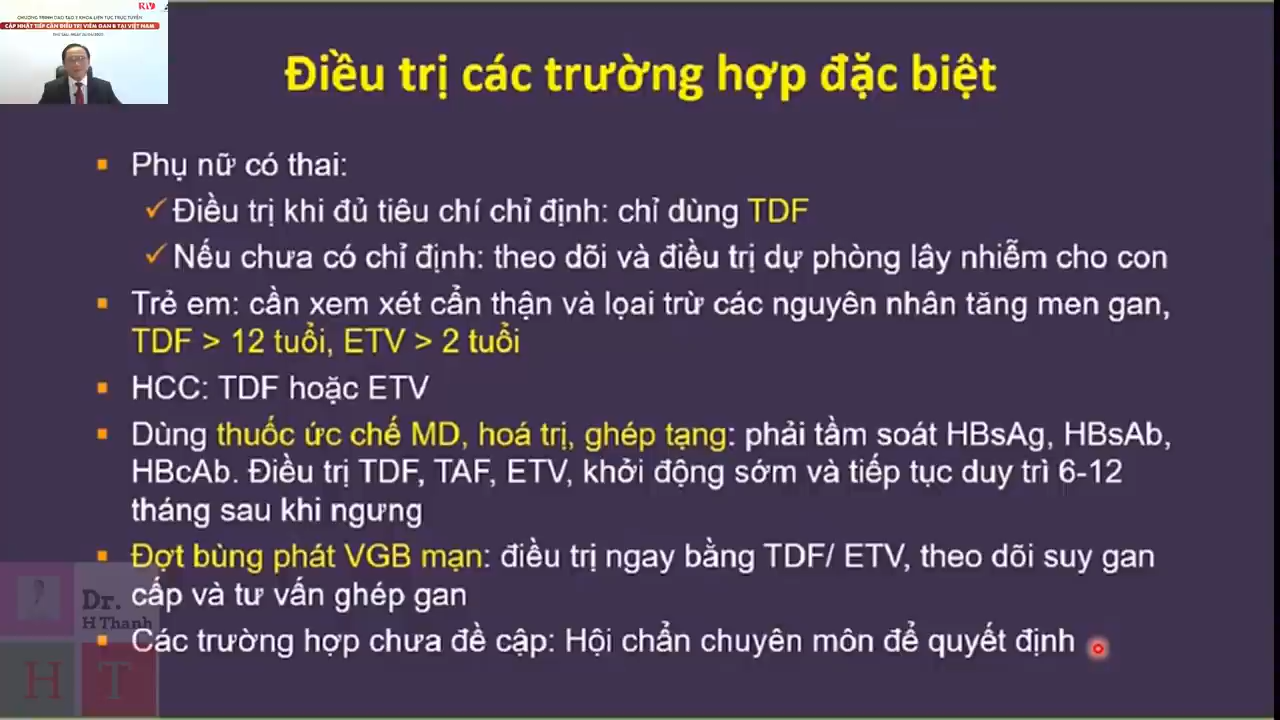 CHƯƠNG TRÌNH ĐÀO TẠO Y KHOA LIÊN TỤC TRỰC TUYẾN
CẬP NHẬT TIẾP CẬN ĐIỀU TRỊ VIÊM GAN B TẠI VIỆT NAM
Điều trị các trường hợp đặc biệt
Phụ nữ có thai:
Điều trị khi đủ tiêu chí chỉ định: chỉ dùng TDF
Nếu chưa có chỉ định: theo dõi và điều trị dự phòng lây nhiễm cho con
Trẻ em: cần xem xét cẩn thận và lọai trừ các nguyên nhân tăng men gan,
TDF > 12 tuổi, ETV > 2 tuổi
HCC: TDF hoặc ETV
Dùng thuốc ức chế MD, hoá trị, ghép tạng: phải tầm soát HBsAg, HBsAb,
HBcAb. Điều trị TDF, TAF, ETV, khởi động sớm và tiếp tục duy trì 6-12
tháng sau khi ngưng
Đợt bùng phát VGB mạn: điều trị ngay bằng TDF/ ETV, theo dõi suy gan
cấp và tư vấn ghép gan
Các trường hợp chưa đề cập: Hội chẩn chuyên môn để quyết định
Dr.
H Thanh
H T